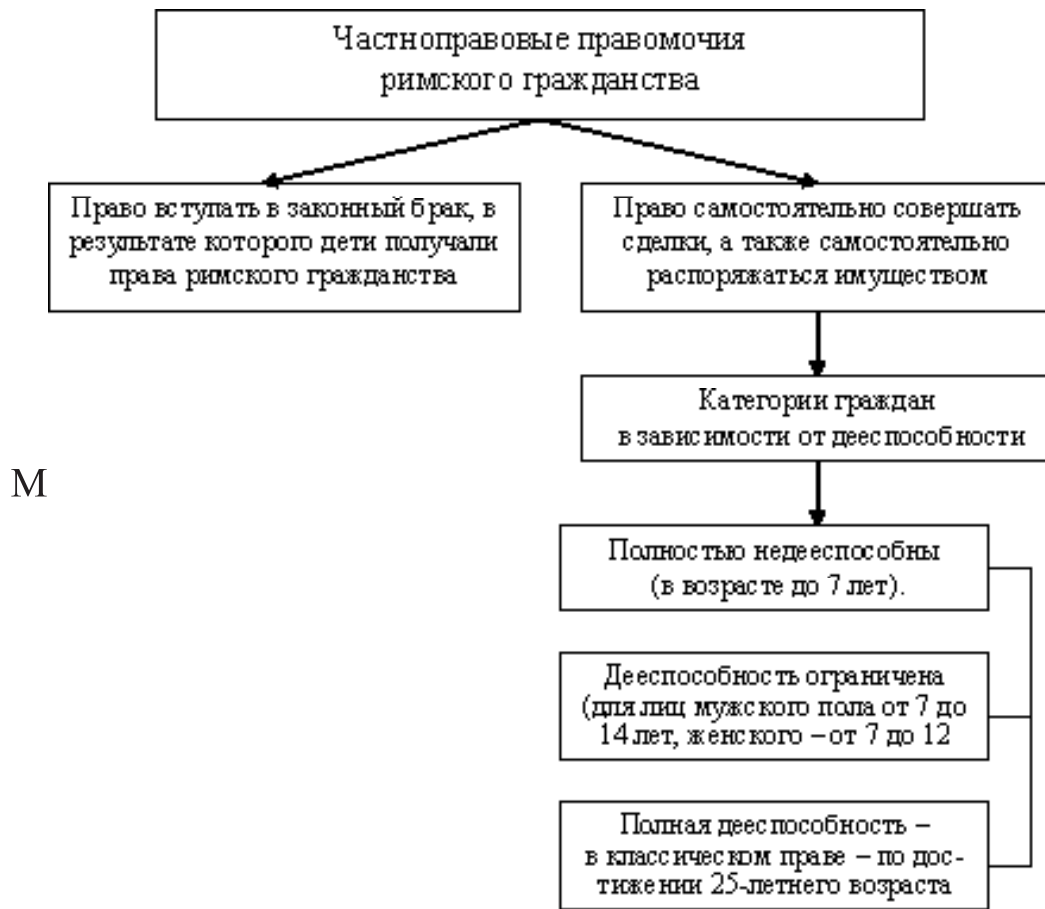 Частноправовые правомочия
римского гражданства
Право вступать в законный брак, в
результате которого дети получали
права римского гражданства
Право самостоятельно совершать
сделки, а также самостоятельно
распоряжаться имуществом
Категории граждан
в зависимости от дееспособности
М
Полностью недееспособны
(в возрасте до 7 лет).
Дееспособность ограничена
(для лиц мужского пола от 7 до
14 лет, женского – от 7 до 12
Полная дееспособность –
в классическом праве – по дос-
тижении 25-летнего возраста